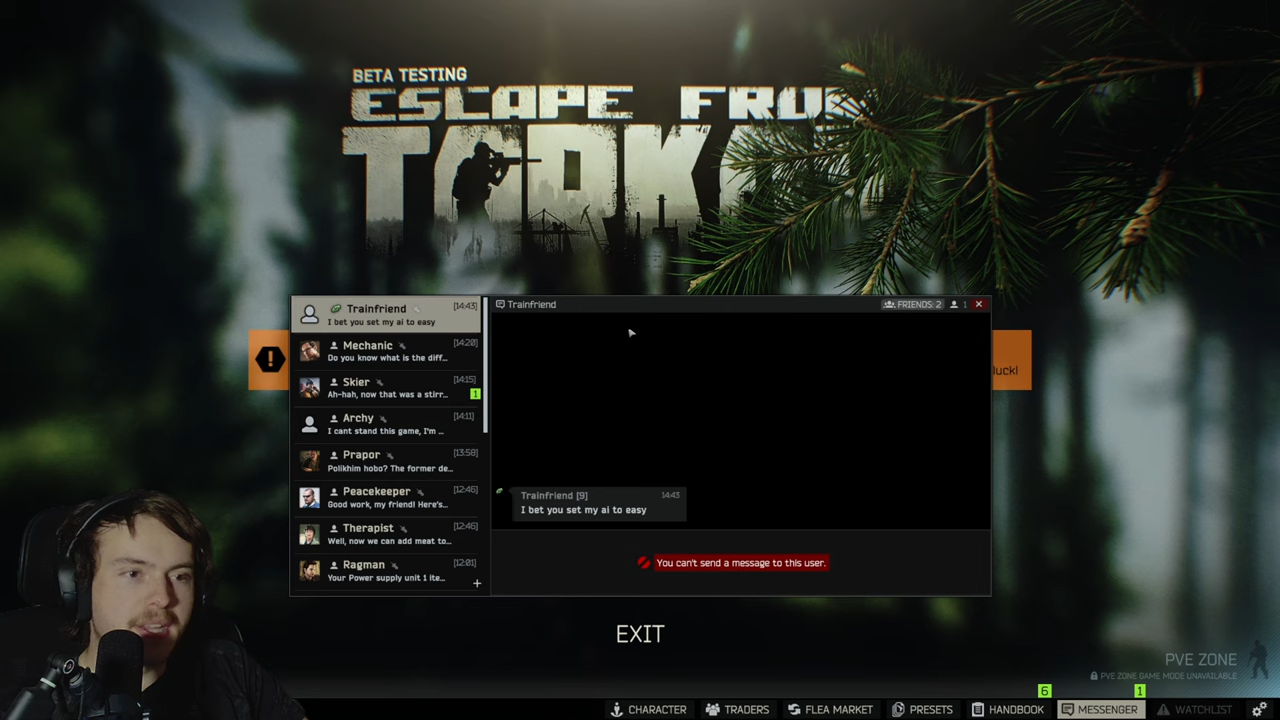 BETA TESTING
ESCAPE FRO
Trainfriend
[14:43]
I bet you set my ai to easy
Mechanic
[14:20]
Do you know what is the diff...
Skier
[14:15]
Ah-hah, now that was a stirr...
1
Archy
[14:11]
I cant stand this game, I'm ...
Prapor
[13:58]
Polikhim hobo? The former de...
Peacekeeper
[12:46]
Good work, my friend! Here's...
Therapist
[12:46]
Well, now we can add meat to...
Ragman
[12:01]
Your Power supply unit 1 ite...
+
Trainfriend
FRIENDS: 2
1
Trainfriend [9]
14:43
I bet you set my ai to easy
You can't send a message to this user.
luck!
EXIT
PVE ZONE
PVE ZONE GAME MODE UNAVAILABLE
6
1
CHARACTER
TRADERS
FLEA MARKET
PRESETS
HANDBOOK
MESSENGER
WATCHLIST